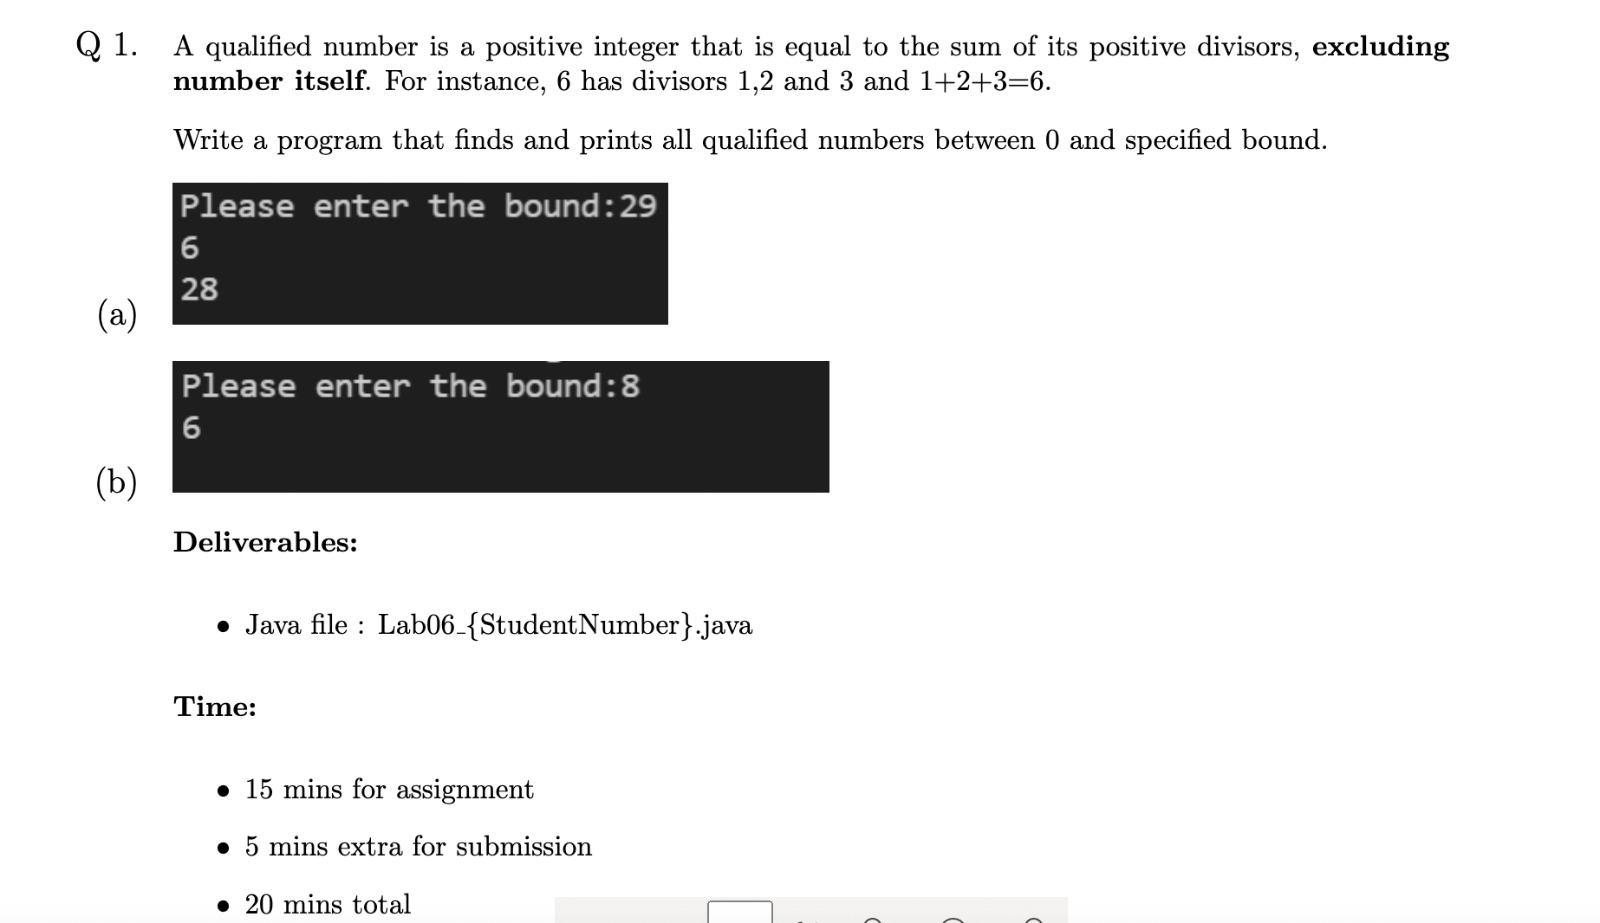 Q 1. A qualified number is a positive integer that is equal to the sum of its positive divisors, excluding
number itself. For instance, 6 has divisors 1,2 and 3 and 1+2+3=6.
Write a program that finds and prints all qualified numbers between 0 and specified bound.
Please enter the bound:29
6
28
(a)
Please enter the bound:8
6
(b)
Deliverables:
• Java file : Lab06_{StudentNumber}.java
Time:
• 15 mins for assignment
• 5 mins extra for submission
• 20 mins total